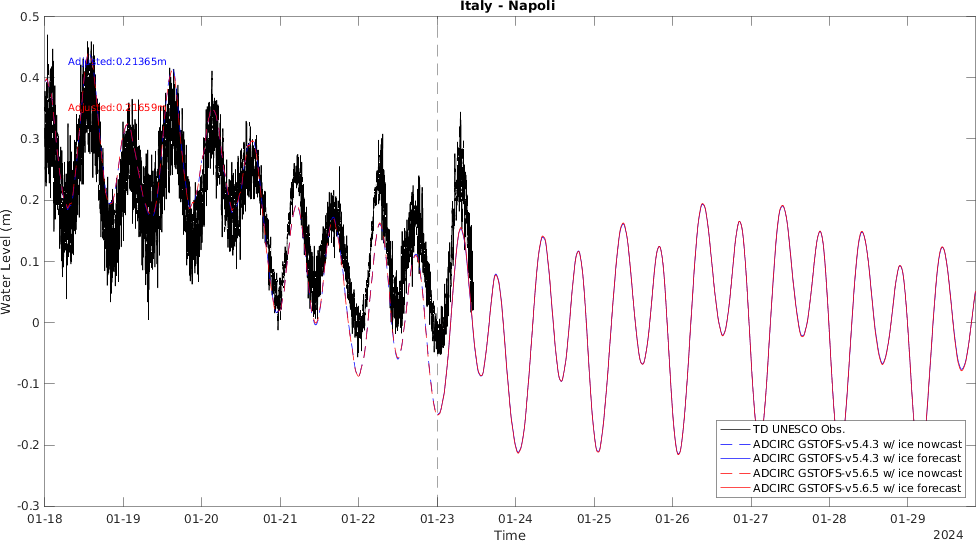 Italy - Napoli
Water Level (m)
0.5
0.4
0.3
0.2
0.1
0
-0.1
-0.2
-0.3
Adjusted:0.21365m
Adjusted:0.21659m
TD UNESCO Obs.
ADCIRC GSTOFS-v5.4.3 w/ ice nowcast
ADCIRC GSTOFS-v5.4.3 w/ ice forecast
ADCIRC GSTOFS-v5.6.5 w/ ice nowcast
ADCIRC GSTOFS-v5.6.5 w/ ice forecast
01-18 01-19 01-20 01-21 01-22 01-23 01-24 01-25 01-26 01-27 01-28 01-29
Time
2024